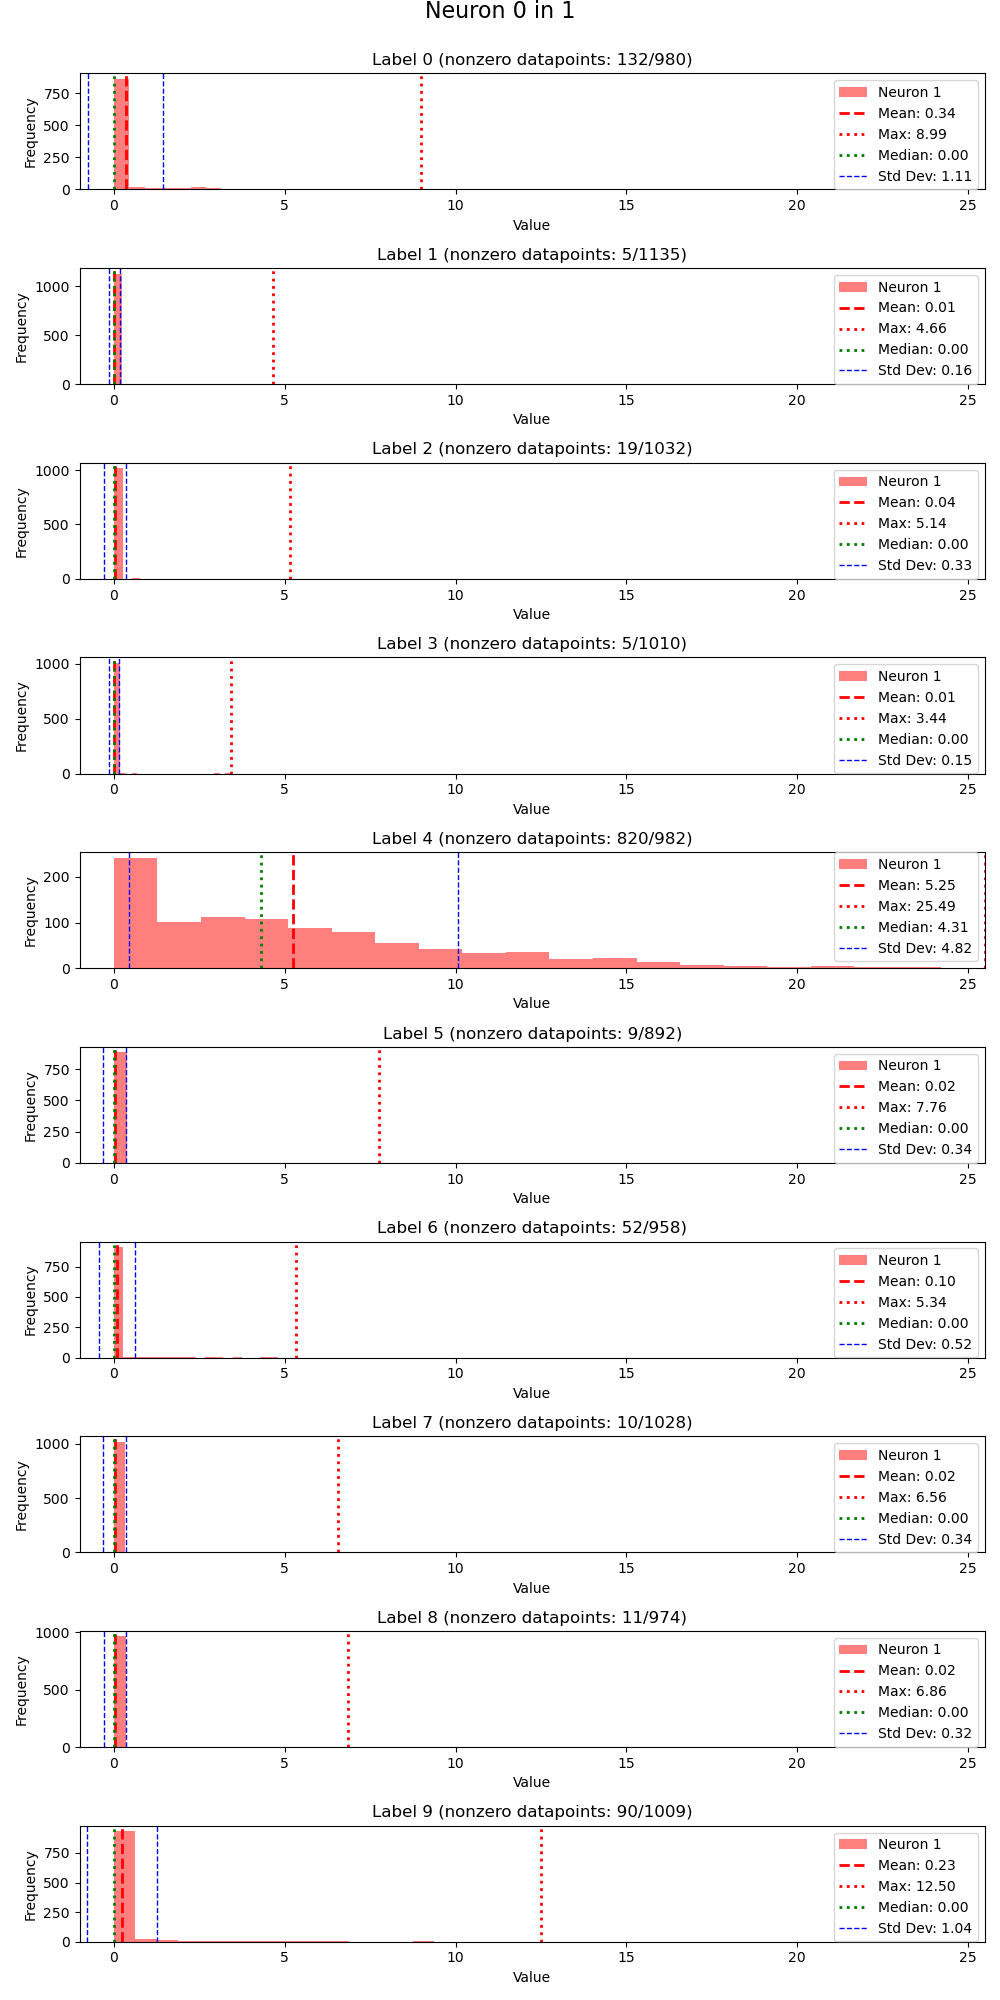 Neuron 0 in 1
Label 0 (nonzero datapoints: 132/980)
Frequency
750
500
250
0
Neuron 1
Mean: 0.34
Max: 8.99
Median: 0.00
Std Dev: 1.11
0 5 10 15 20 25
Value
Label 1 (nonzero datapoints: 5/1135)
Frequency
1000
500
0
Neuron 1
Mean: 0.01
Max: 4.66
Median: 0.00
Std Dev: 0.16
0 5 10 15 20 25
Value
Label 2 (nonzero datapoints: 19/1032)
Frequency
1000
500
0
Neuron 1
Mean: 0.04
Max: 5.14
Median: 0.00
Std Dev: 0.33
0 5 10 15 20 25
Value
Label 3 (nonzero datapoints: 5/1010)
Frequency
1000
500
0
Neuron 1
Mean: 0.01
Max: 3.44
Median: 0.00
Std Dev: 0.15
0 5 10 15 20 25
Value
Label 4 (nonzero datapoints: 820/982)
Frequency
200
100
0
Neuron 1
Mean: 5.25
Max: 25.49
Median: 4.31
Std Dev: 4.82
0 5 10 15 20 25
Value
Label 5 (nonzero datapoints: 9/892)
Frequency
750
500
250
0
Neuron 1
Mean: 0.02
Max: 7.76
Median: 0.00
Std Dev: 0.34
0 5 10 15 20 25
Value
Label 6 (nonzero datapoints: 52/958)
Frequency
750
500
250
0
Neuron 1
Mean: 0.10
Max: 5.34
Median: 0.00
Std Dev: 0.52
0 5 10 15 20 25
Value
Label 7 (nonzero datapoints: 10/1028)
Frequency
1000
500
0
Neuron 1
Mean: 0.02
Max: 6.56
Median: 0.00
Std Dev: 0.34
0 5 10 15 20 25
Value
Label 8 (nonzero datapoints: 11/974)
Frequency
1000
500
0
Neuron 1
Mean: 0.02
Max: 6.86
Median: 0.00
Std Dev: 0.32
0 5 10 15 20 25
Value
Label 9 (nonzero datapoints: 90/1009)
Frequency
750
500
250
0
Neuron 1
Mean: 0.23
Max: 12.50
Median: 0.00
Std Dev: 1.04
0 5 10 15 20 25
Value